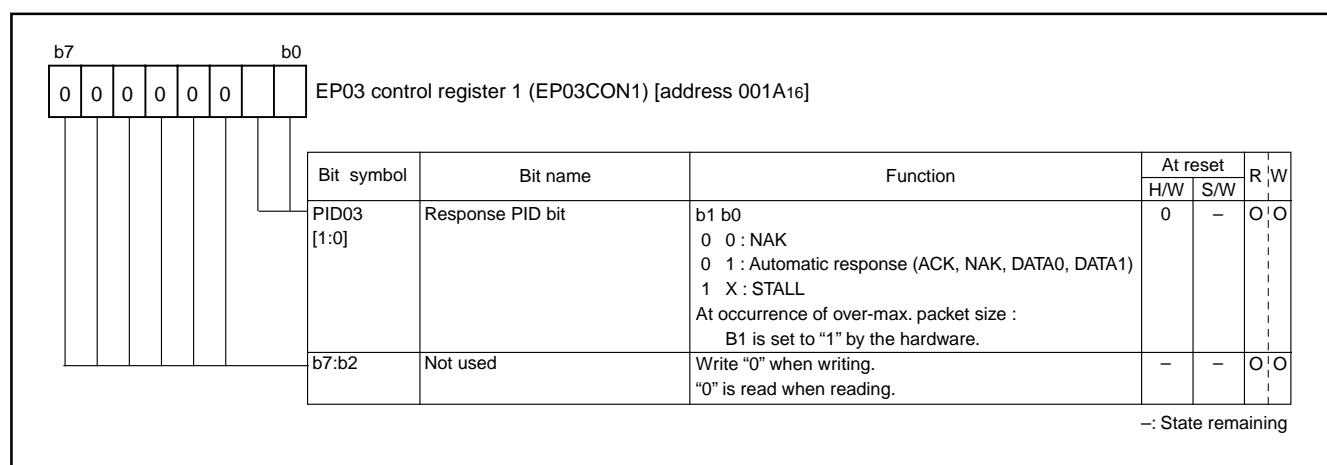 b7 b0
0 0 0 0 0 0
EP03 control register 1 (EP03CON1) [address 001A16]
Bit symbol Bit name Function At reset R W
H/W S/W
PID03 Response PID bit b1 b0 0 – O O
[1:0] 0 0 : NAK
0 1 : Automatic response (ACK, NAK, DATA0, DATA1)
1 X : STALL
At occurrence of over-max. packet size :
B1 is set to “1” by the hardware.
b7:b2 Not used Write “0” when writing. – – O O
“0” is read when reading.
–: State remaining